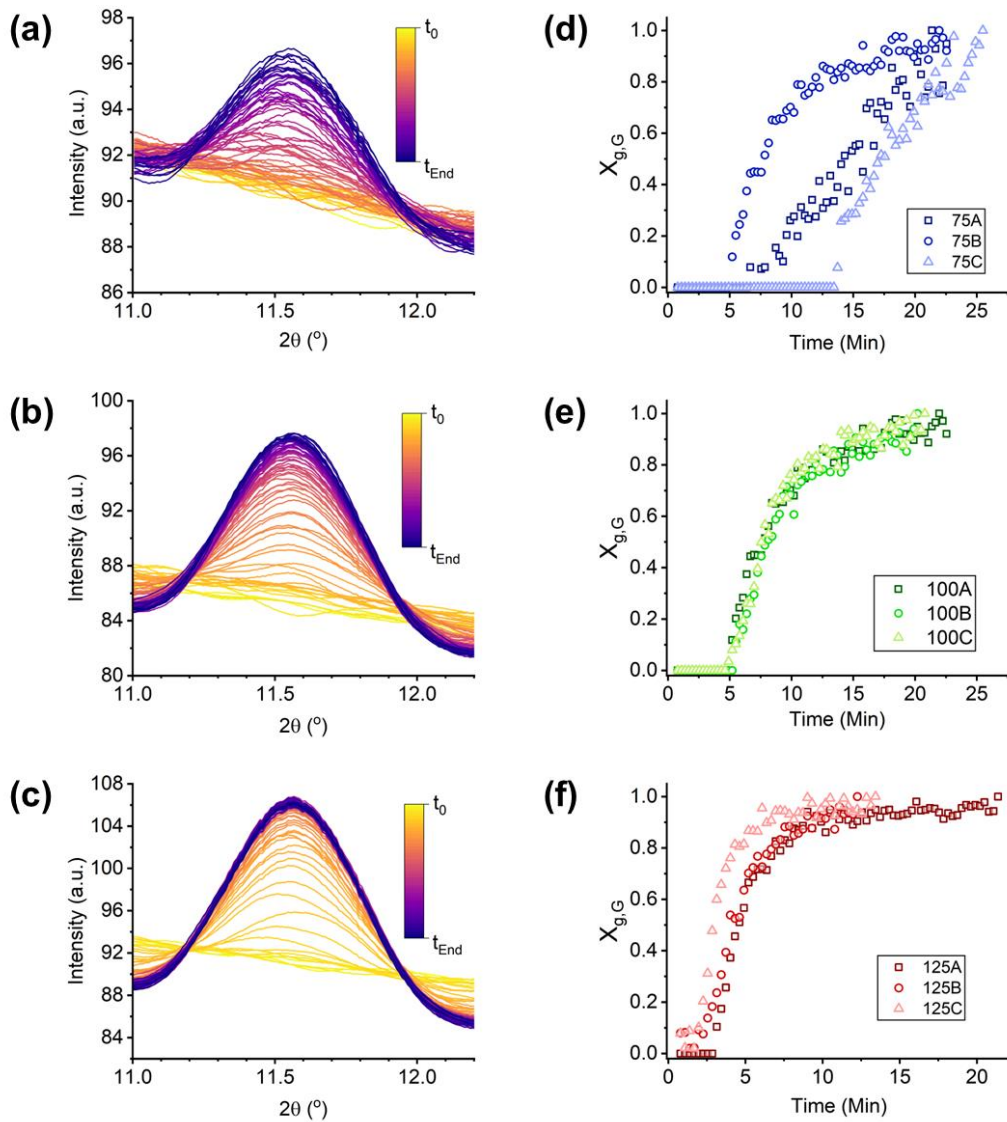 (a)
98
96
94
92
90
88
86
Intensity (a.u.)
11.0 11.5 12.0
2θ (°)
t0
tEnd
(d)
1.0
0.8
0.6
0.4
0.2
0.0
Xg,G
0 5 10 15 20 25
Time (Min)
75A
75B
75C
(b)
100
96
92
88
84
80
Intensity (a.u.)
11.0 11.5 12.0
2θ (°)
t0
tEnd
(e)
1.0
0.8
0.6
0.4
0.2
0.0
Xg,G
0 5 10 15 20 25
Time (Min)
100A
100B
100C
(c)
108
104
100
96
92
88
84
Intensity (a.u.)
11.0 11.5 12.0
2θ (°)
t0
tEnd
(f)
1.0
0.8
0.6
0.4
0.2
0.0
Xg,G
0 5 10 15 20
Time (Min)
125A
125B
125C